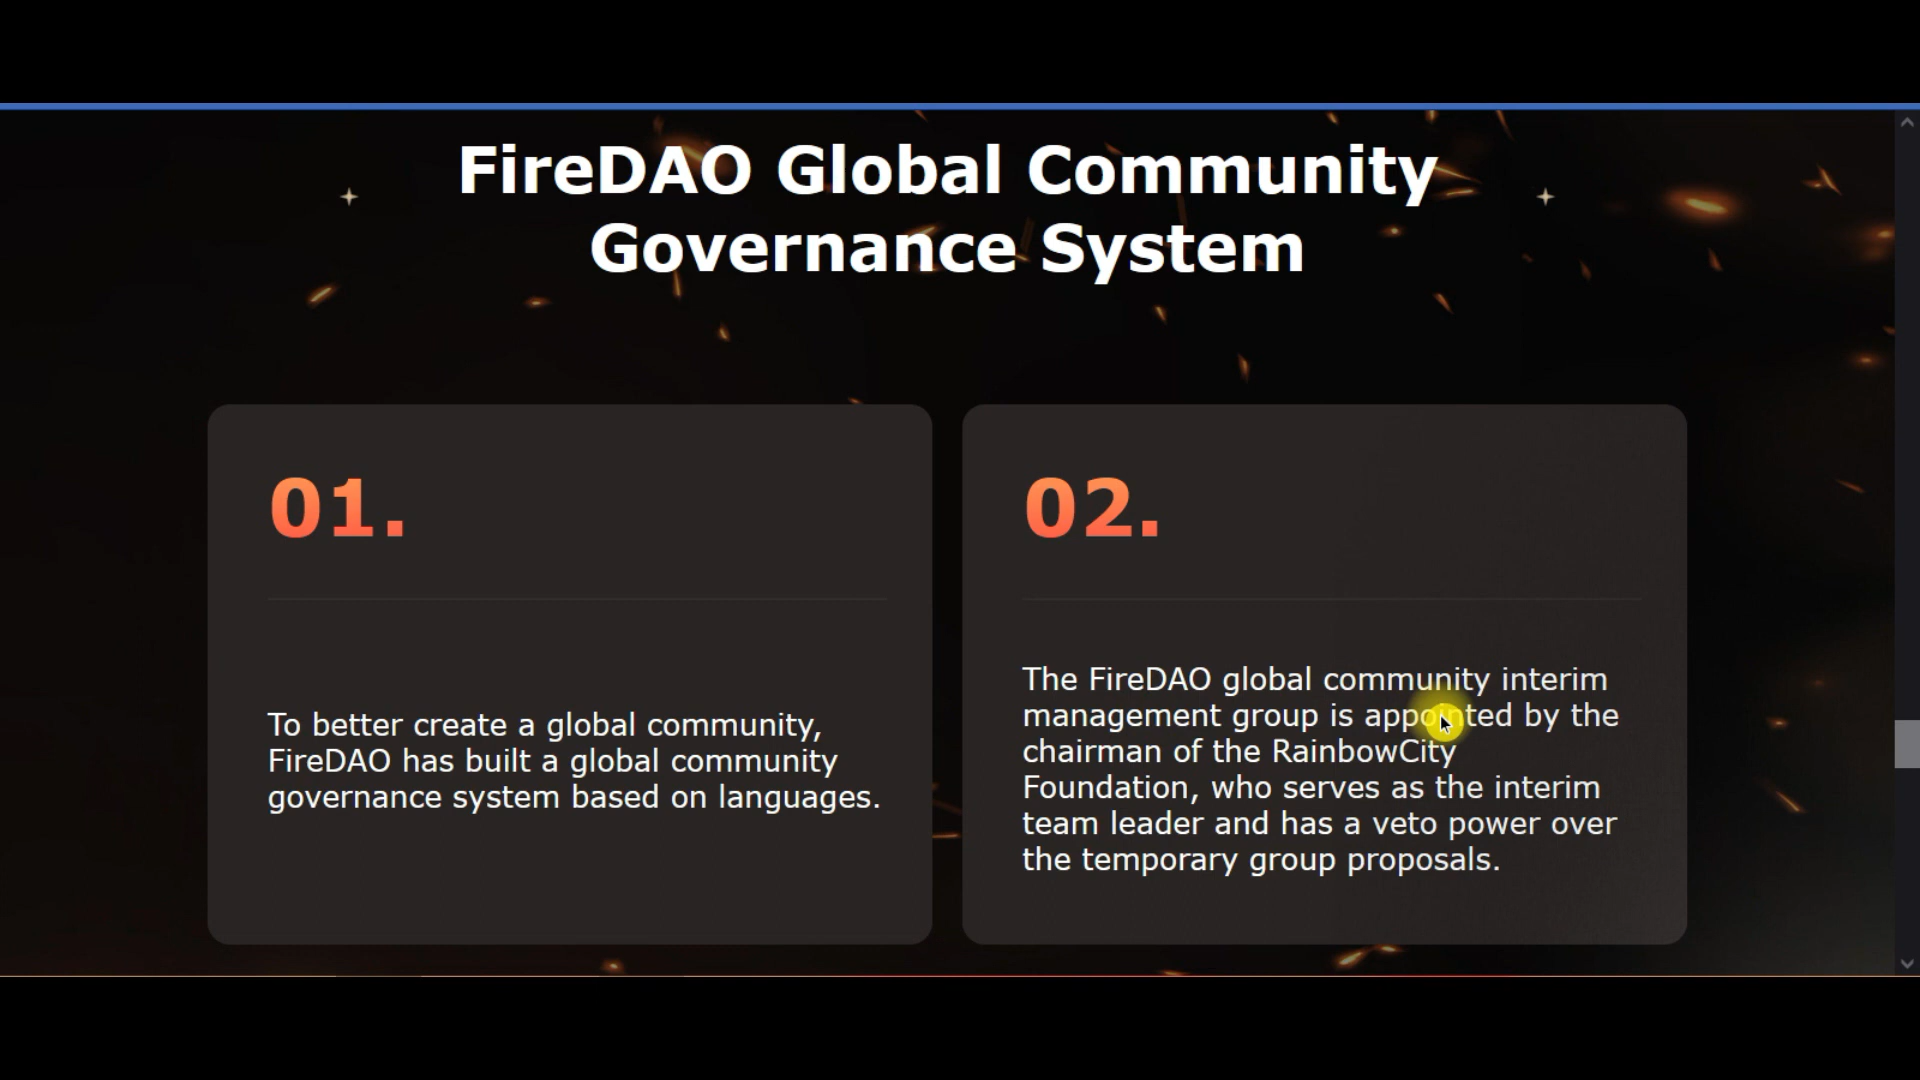 FireDAO Global Community
Governance System
01.
To better create a global community,
FireDAO has built a global community
governance system based on languages.
02.
The FireDAO global community interim
management group is appointed by the
chairman of the RainbowCity
Foundation, who serves as the interim
team leader and has a veto power over
the temporary group proposals.